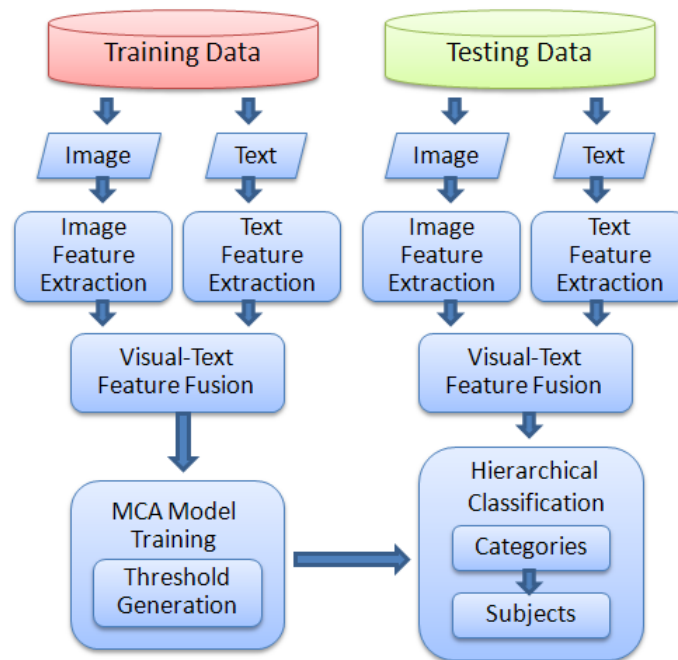 Training Data
Testing Data
Image
Text
Image
Text
Image
Feature
Extraction
Text
Feature
Extraction
Image
Feature
Extraction
Text
Feature
Extraction
Visual-Text
Feature Fusion
Visual-Text
Feature Fusion
MCA Model
Training
Threshold
Generation
Hierarchical
Classification
Categories
Subjects